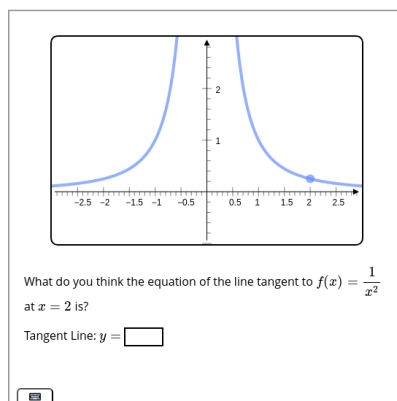 2
1
−2.5 −2 −1.5 −1 −0.5 0.5 1 1.5 2 2.5
What do you think the equation of the line tangent to f(x) = 1/x²
at x = 2 is?
Tangent Line: y =